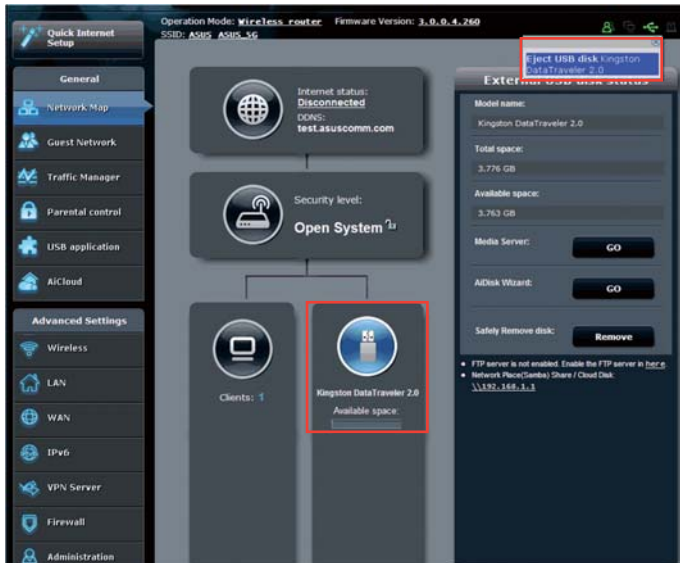 Quick Internet
Setup
Operation Mode: Wireless router Firmware Version: 3.0.0.4.260
SSID: ASUS ASUS_5G
General
Network Map
Guest Network
Traffic Manager
Parental control
USB application
AiCloud
Advanced Settings
Wireless
LAN
WAN
IPv6
VPN Server
Firewall
Administration
Internet status:
Disconnected
DDNS:
test.asuscomm.com
Security level:
Open System
Clients: 1
Kingston DataTraveler 2.0
Available space:
Eject USB disk Kingston
DataTraveler 2.0
External USB disk status
Model name:
Kingston DataTraveler 2.0
Total space:
3.776 GB
Available space:
3.763 GB
Media Server:
GO
AiDisk Wizard:
GO
Safely Remove disk:
Remove
FTP server is not enabled. Enable the FTP server in here
Network Place(Samba) Share / Cloud Disk:
\\192.168.1.1